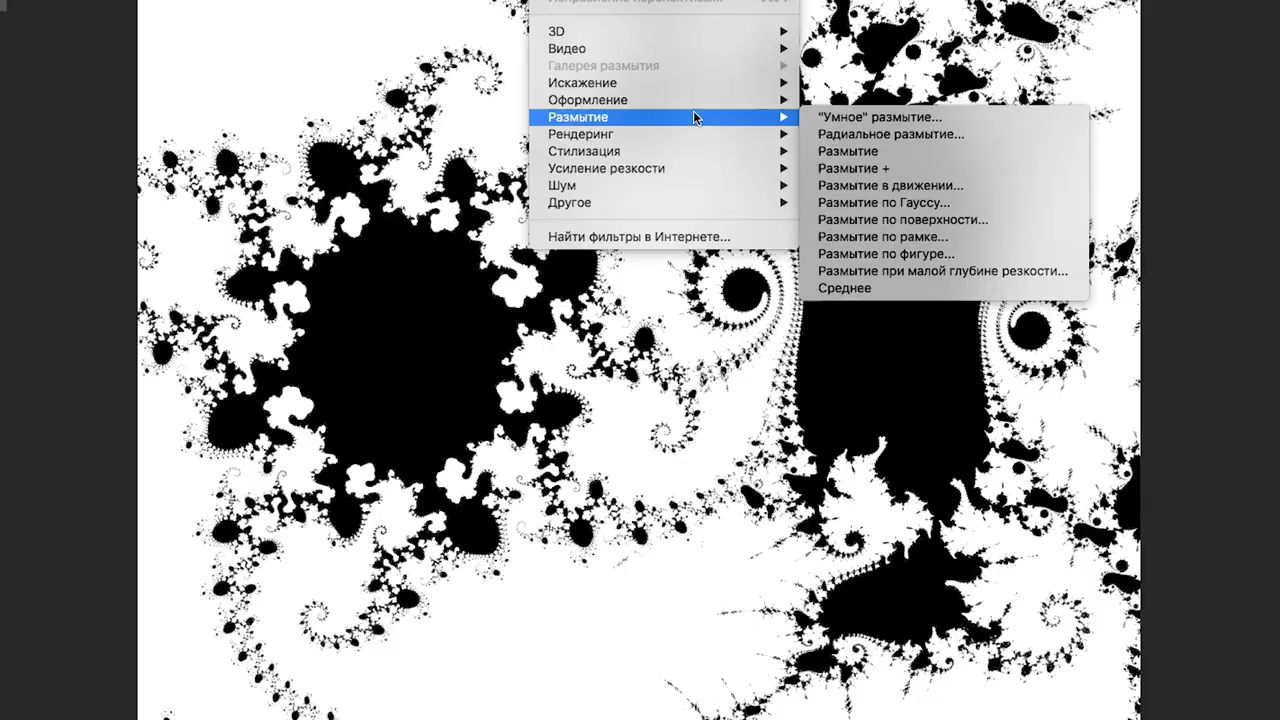 3D
Видео
Галерея размытия
Искажение
Оформление
Размытие
Рендеринг
Стилизация
Усиление резкости
Шум
Другое
Найти фильтры в Интернете...
"Умное" размытие...
Радиальное размытие...
Размытие
Размытие +
Размытие в движении...
Размытие по Гауссу...
Размытие по поверхности...
Размытие по рамке...
Размытие по фигуре...
Размытие при малой глубине резкости...
Среднее